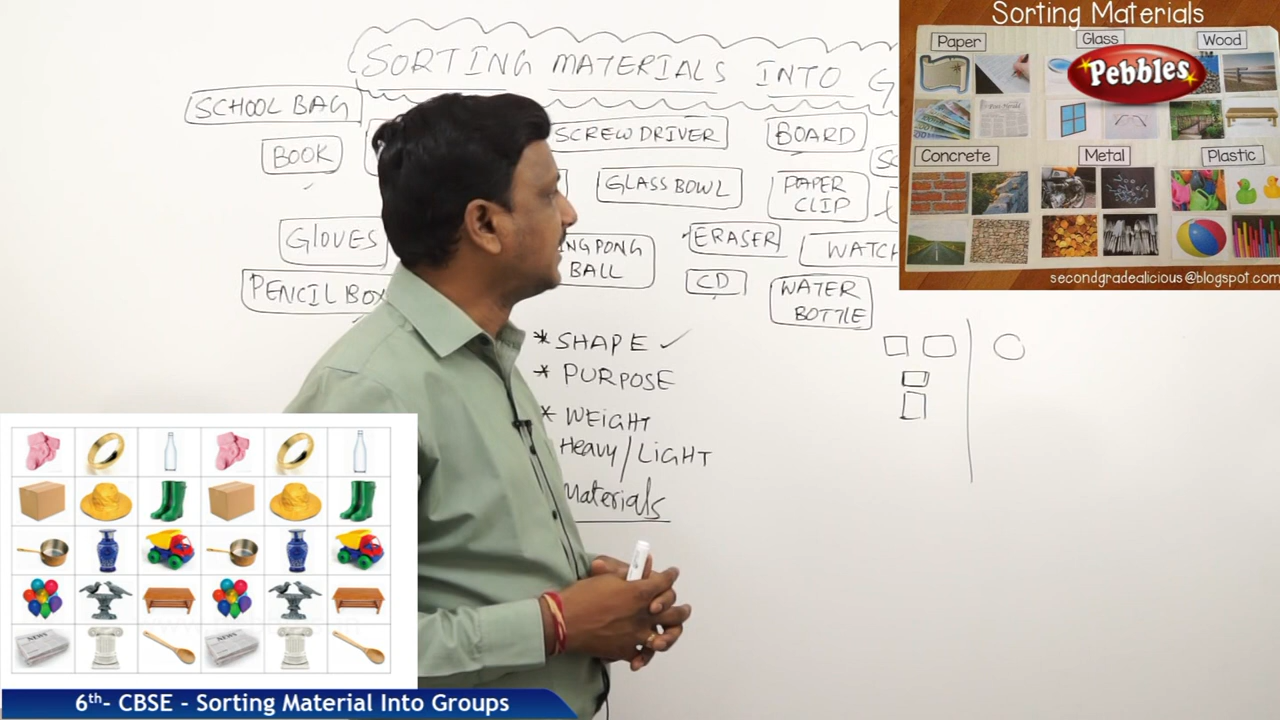 SORTING MATERIALS INTO G
SCHOOL BAG
BOOK
SCREW DRIVER
BOARD
GLASS BOWL
PAPER
CLIP
GLOVES
PENCIL BOX
PONG
BALL
ERASER
WATCH
CD
WATER
BOTTLE
* SHAPE ✓
* PURPOSE
* WEIGHT
Heavy/LIGHT
Materials
Sorting Materials
Paper
Glass
Wood
Pebbles
Concrete
Metal
Plastic
secondgradealicious@blogspot.com
NEWS
NEWS
6th- CBSE - Sorting Material Into Groups